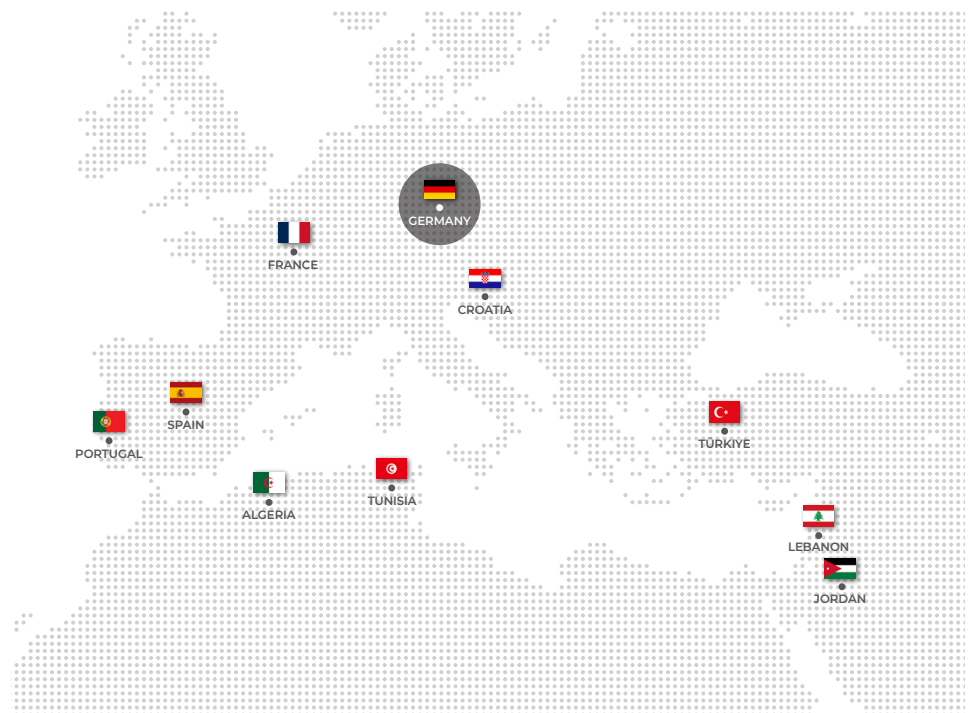 GERMANY
FRANCE
CROATIA
SPAIN
PORTUGAL
TÜRKIYE
TUNISIA
ALGERIA
LEBANON
JORDAN